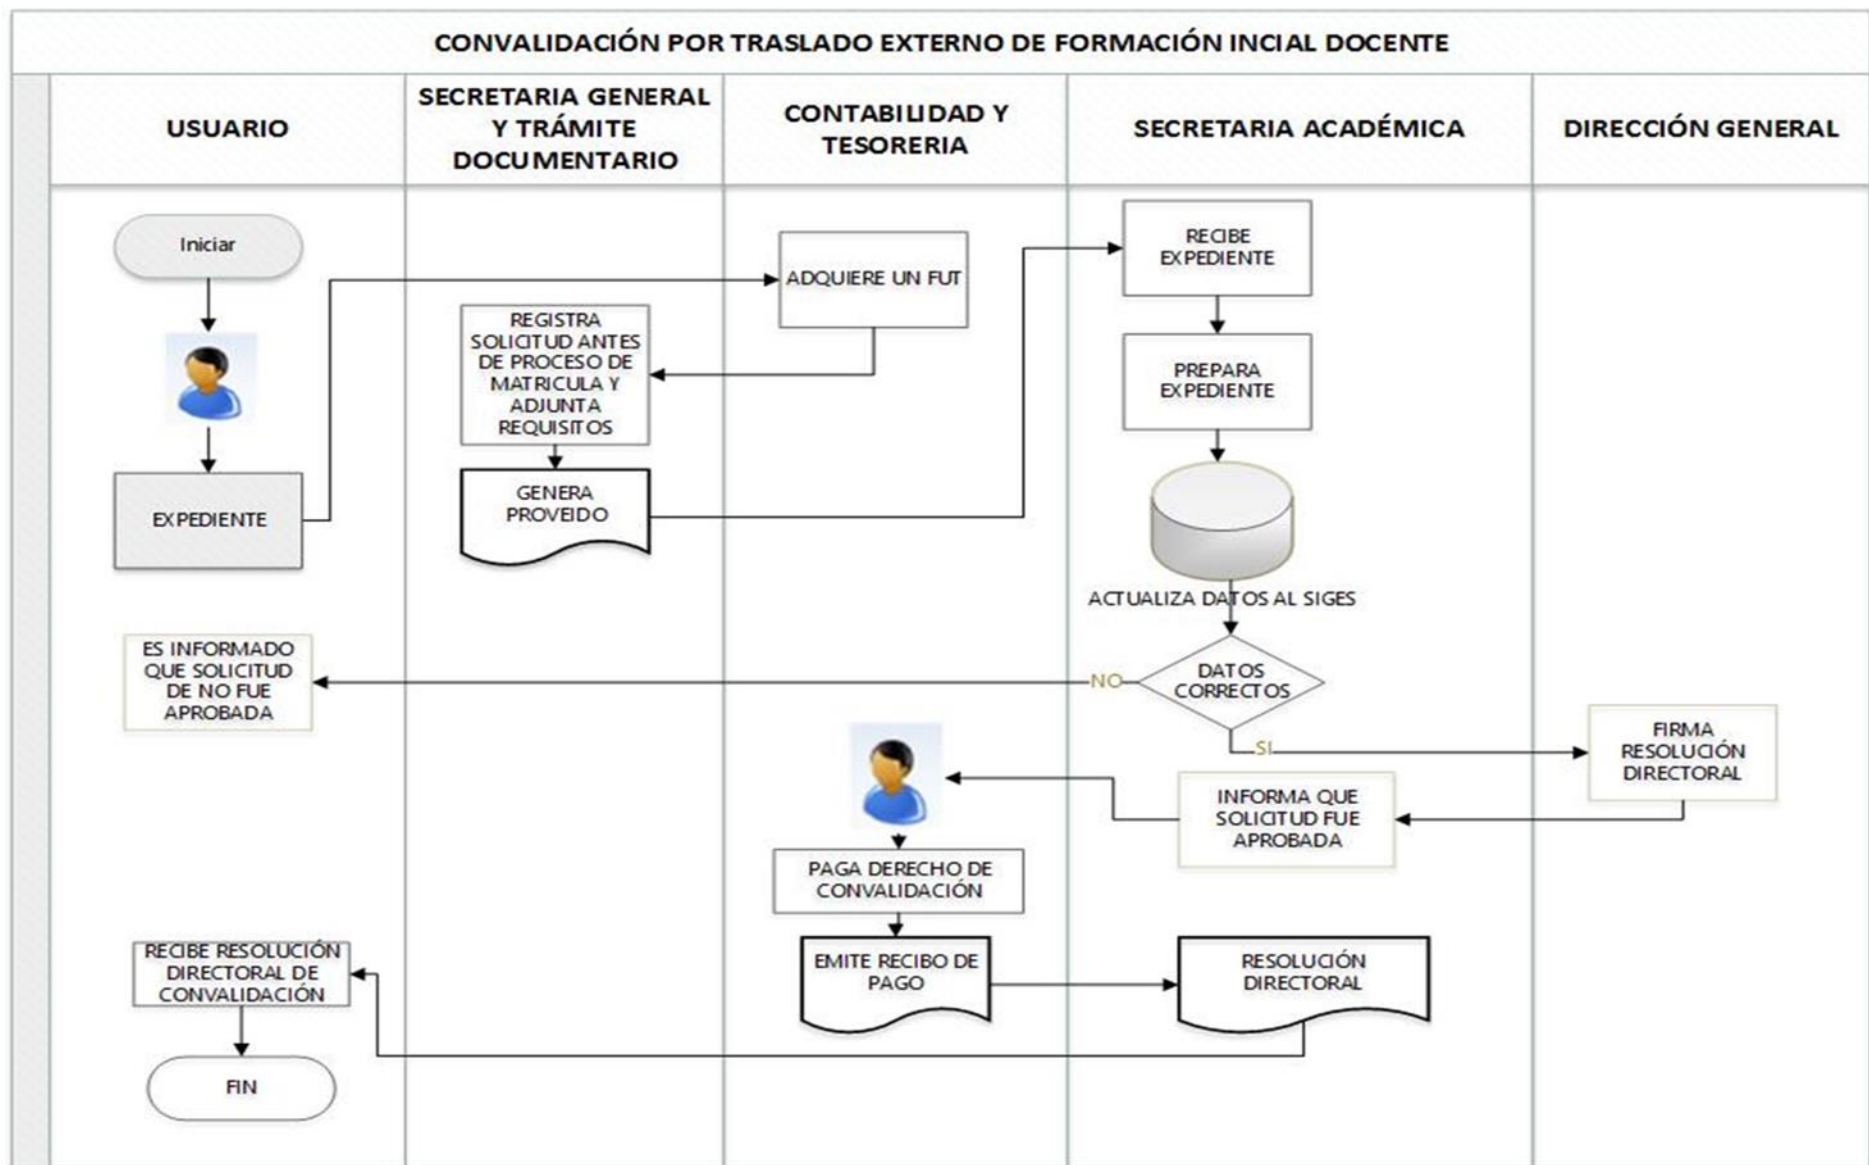 CONVALIDACIÓN POR TRASLADO EXTERNO DE FORMACIÓN INCIAL DOCENTE
USUARIO
SECRETARIA GENERAL
Y TRÁMITE
DOCUMENTARIO
CONTABILIDAD Y
TESORERIA
SECRETARIA ACADÉMICA
DIRECCIÓN GENERAL
Iniciar
EXPEDIENTE
ADQUIERE UN FUT
REGISTRA
SOLICITUD ANTES
DE PROCESO DE
MATRICULA Y
ADJUNTA
REQUISITOS
GENERA
PROVEIDO
RECIBE
EXPEDIENTE
PREPARA
EXPEDIENTE
ACTUALIZA DATOS AL SIGES
DATOS
CORRECTOS
NO
ES INFORMADO
QUE SOLICITUD
DE NO FUE
APROBADA
SI
FIRMA
RESOLUCIÓN
DIRECTORAL
INFORMA QUE
SOLICITUD FUE
APROBADA
PAGA DERECHO DE
CONVALIDACIÓN
EMITE RECIBO DE
PAGO
RESOLUCIÓN
DIRECTORAL
RECIBE RESOLUCIÓN
DIRECTORAL DE
CONVALIDACIÓN
FIN